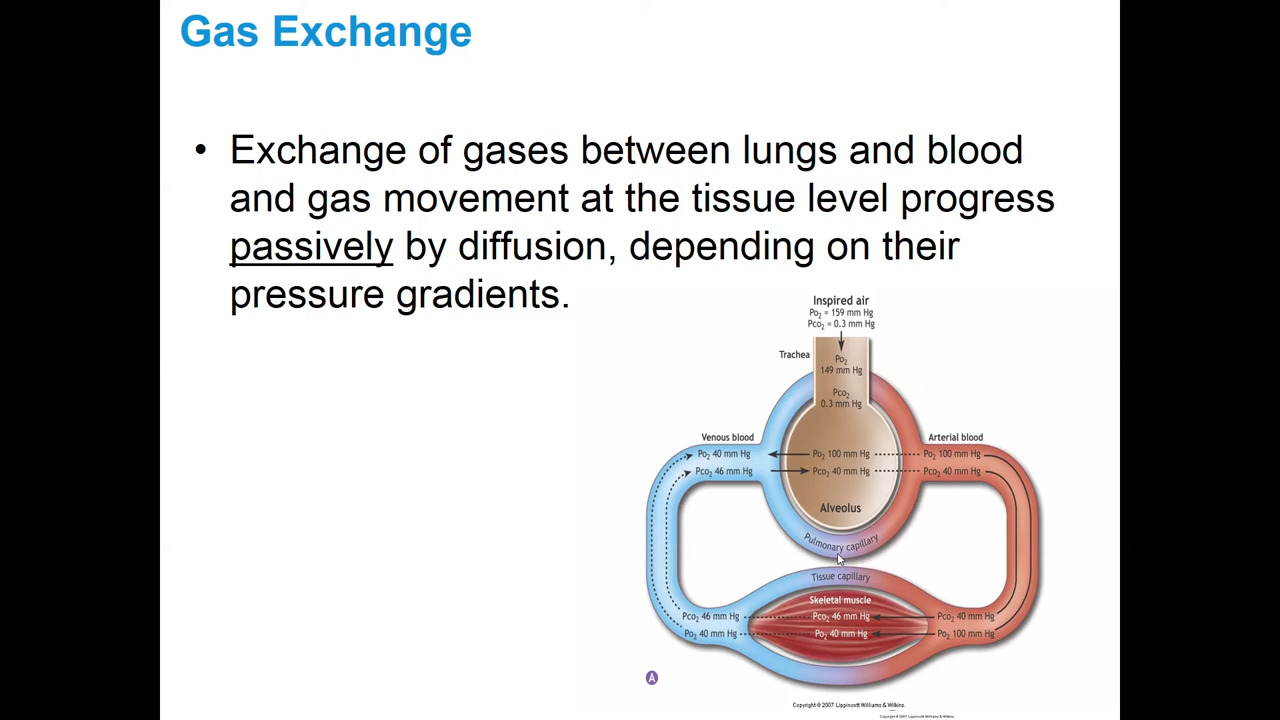 Gas Exchange
• Exchange of gases between lungs and blood
and gas movement at the tissue level progress
passively by diffusion, depending on their
pressure gradients.
Inspired air
Po2 = 159 mm Hg
Pco2 = 0.3 mm Hg
Trachea
Po2
149 mm Hg
Pco2
0.3 mm Hg
Venous blood
Arterial blood
Po2 40 mm Hg
Po2 100 mm Hg
Po2 100 mm Hg
Pco2 46 mm Hg
Pco2 40 mm Hg
Pco2 40 mm Hg
Alveolus
Pulmonary capillary
Tissue capillary
Skeletal muscle
Pco2 46 mm Hg
Pco2 46 mm Hg
Pco2 40 mm Hg
Po2 40 mm Hg
Po2 40 mm Hg
Po2 100 mm Hg
A
Copyright © 2007 Lippincott Williams & Wilkins.
Copyright © 2007 Lippincott Williams & Wilkins